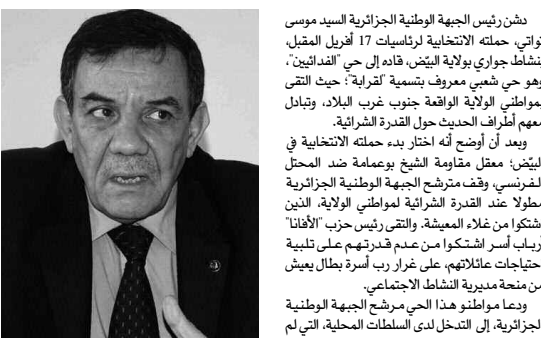 دشن رئيس الجبهة الوطنية الجزائرية السيد موسى
تواتي، حملته الانتخابية لرئاسيات 17 أفريل المقبل،
بنشاط جواري بولاية البيّض، قاده إلى حي "الفدائيين"،
وهو حي شعبي معروف بتسمية "لقرابة"؛ حيث التقى
بمواطني الولاية الواقعة جنوب غرب البلاد، وتبادل
معهم أطراف الحديث حول القدرة الشرائية.
وبعد أن أوضح أنه اختار بدء حملته الانتخابية في
البيّض؛ معقل مقاومة الشيخ بوعمامة ضد المحتل
الفرنسي، وقف مترشح الجبهة الوطنية الجزائرية
مطولا عند القدرة الشرائية لمواطني الولاية، الذين
اشتكوا من غلاء المعيشة. والتقى رئيس حزب "الأفانا"
أرباب أسر اشتكوا من عدم قدرتهم على تلبية
احتياجات عائلاتهم، على غرار رب أسرة بطال يعيش
من منحة مديرية النشاط الاجتماعي.
ودعا مواطنو هذا الحي مرشح الجبهة الوطنية
الجزائرية، إلى التدخل لدى السلطات المحلية، التي لم